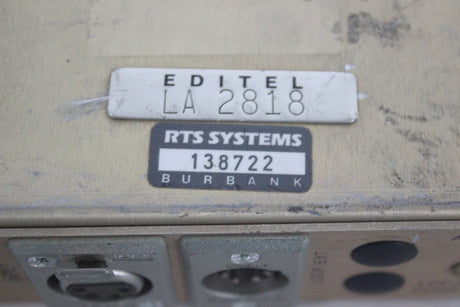 EDITEL
LA 2818
RTS SYSTEMS
138722
BURBANK